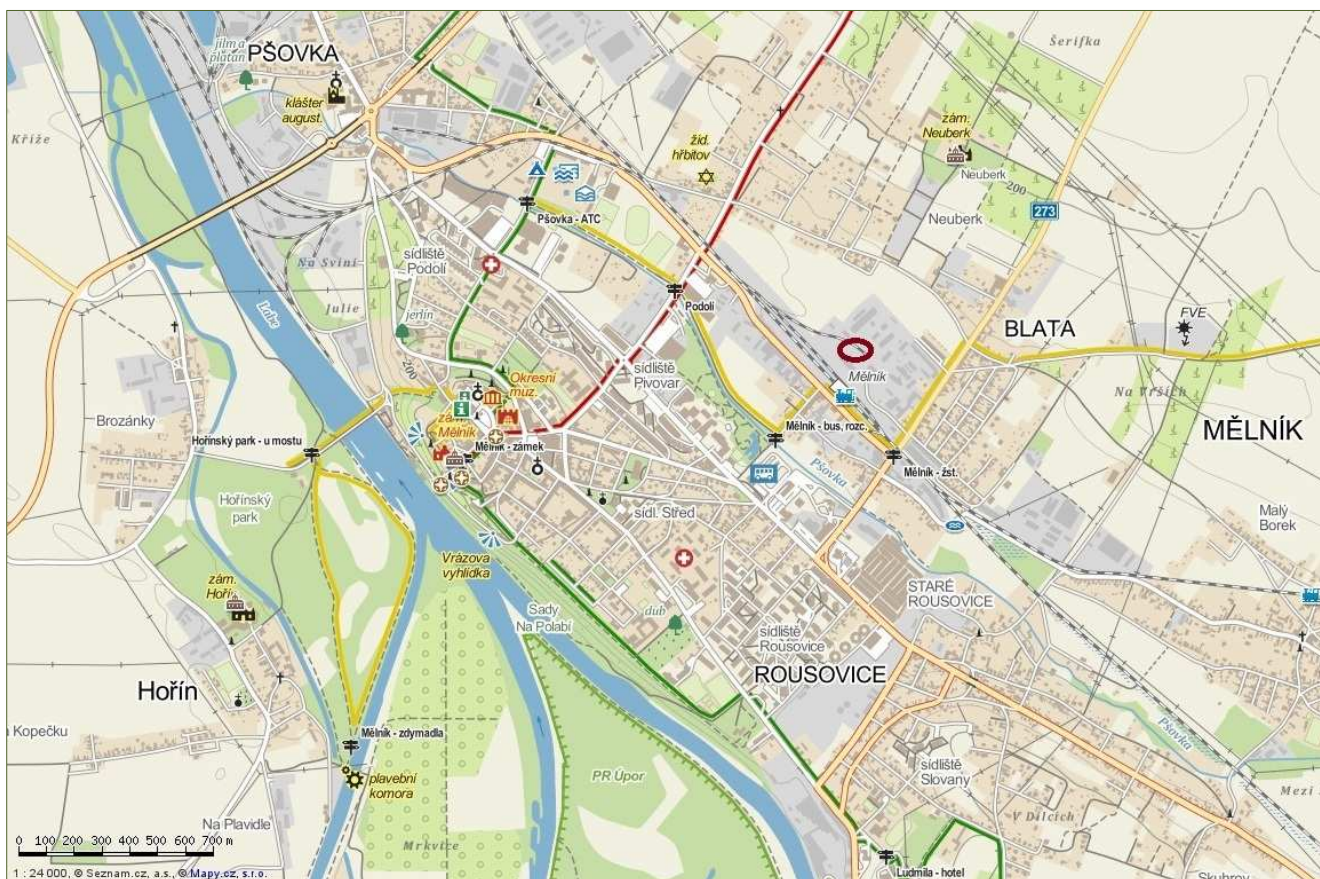 jilm a
platan
PŠOVKA
klášter
august.
Kříže
Šerifka
zám.
Neuberk
Neuberk
200
Neuberk
273
žid.
hřbitov
Pšovka - ATC
sídliště
Podolí
Na Sviní
Julie
Labe
jerlín
Podolí
FVE
BLATA
Mělník
Na Vrších
MĚLNÍK
sídliště
Pivovar
200
Okresní
muz.
zám.
Mělník
Mělník - zámek
Brozánky
Hořínský park - u mostu
Mělník - bus, rozc.
Mělník - žst.
Pšovka
Hořínský
park
sídl. Střed
Malý
Borek
Vrázova
vyhlídka
zám.
Hořín
STARÉ
ROUSOVICE
Sady
Na Polabí
dub
sídliště
Rousovice
ROUSOVICE
Hořín
Kopečku
Mělník - zdymadla
Pšovka
plavební
komora
PR Úpor
sídliště
Slovany
Mezi
Na Plavidle
V Dílcích
Mrkvice
0 100 200 300 400 500 600 700 m
Ludmila - hotel
Skuhrov
1 : 24 000, © Seznam.cz, a.s., © Mapy.cz, s.r.o.